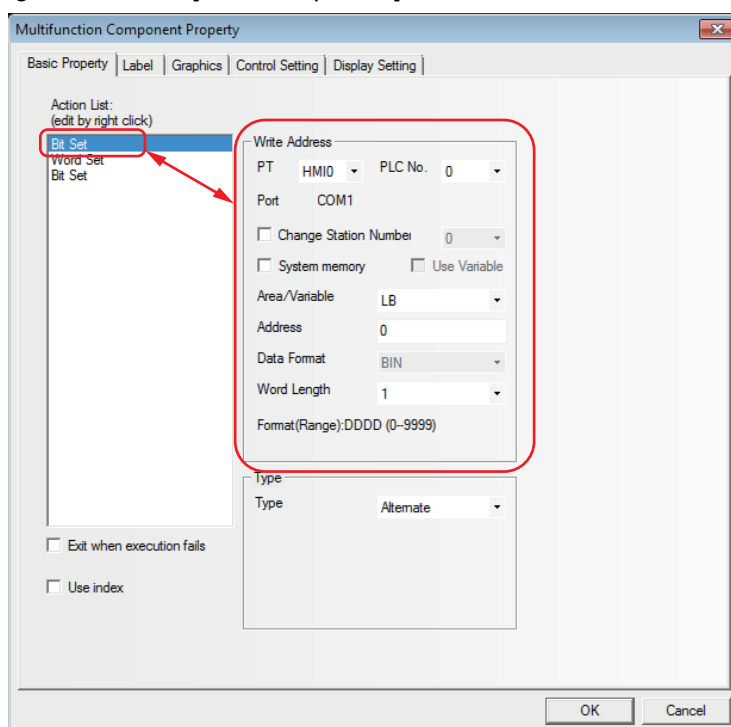 Multifunction Component Property
Basic Property Label Graphics Control Setting Display Setting
Action List:
(edit by right click)
Bit Set
Word Set
Bit Set
Exit when execution fails
Use index
Write Address
PT HMI0 PLC No. 0
Port COM1
Change Station Number 0
System memory Use Variable
Area/Variable LB
Address 0
Data Format BIN
Word Length 1
Format(Range):DDDD (0--9999)
Type
Type Alternate
OK Cancel